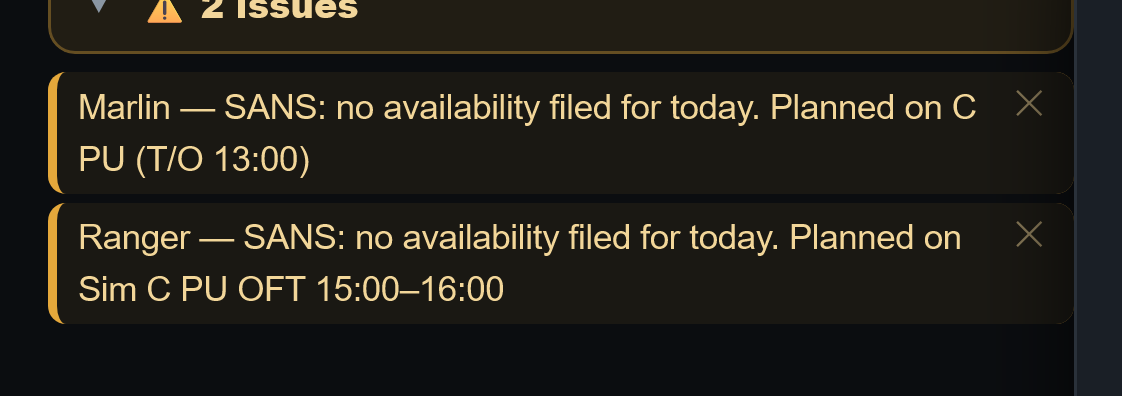 ⚠️ 2 Issues
Marlin — SANS: no availability filed for today. Planned on C
PU (T/O 13:00)
Ranger — SANS: no availability filed for today. Planned on
Sim C PU OFT 15:00–16:00